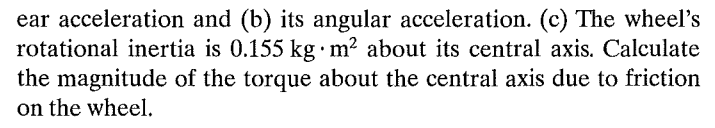 ear acceleration and (b) its angular acceleration. (c) The wheel's
rotational inertia is 0.155 kg · m² about its central axis. Calculate
the magnitude of the torque about the central axis due to friction
on the wheel.